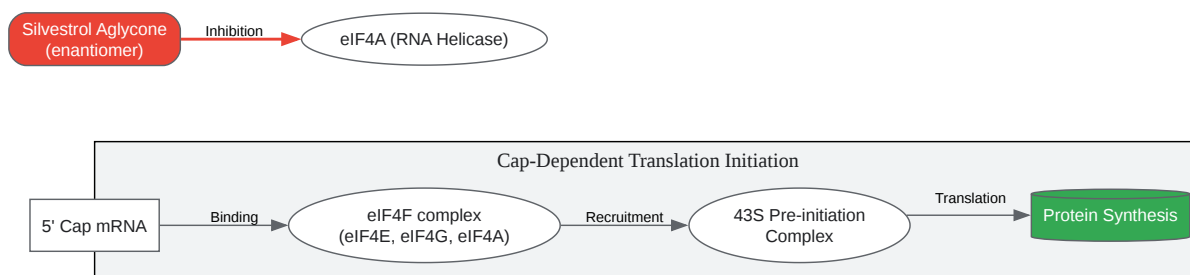 Silvestrol Aglycone
(enantiomer)
Inhibition
eIF4A (RNA Helicase)
Cap-Dependent Translation Initiation
5' Cap mRNA
Binding
eIF4F complex
(eIF4E, eIF4G, eIF4A)
Recruitment
43S Pre-initiation
Complex
Translation
Protein Synthesis